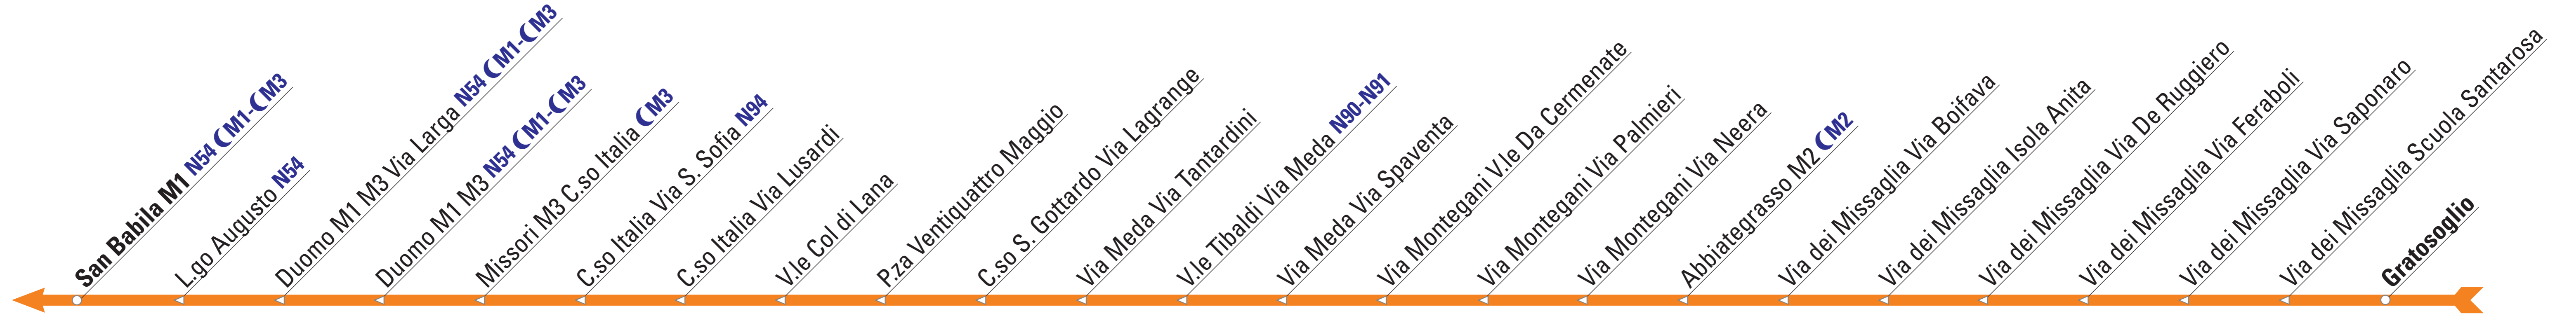 San Babila M1 N54 M1-M3
L.go Augusto N54
Duomo M1 M3 Via Larga N54 M1-M3
Duomo M1 M3 N54 M1-M3
Missori M3 C.so Italia M3
C.so Italia Via S. Sofia N94
C.so Italia Via Lusardi
V.le Col di Lana
P.za Ventiquattro Maggio
C.so S. Gottardo Via Lagrange
Via Meda Via Tantardini
V.le Tibaldi Via Meda N90-N91
Via Meda Via Spaventa
Via Montegani V.le Da Cermenate
Via Montegani Via Palmieri
Via Montegani Via Neera
Abbiategrasso M2 M2
Via dei Missaglia Via Boifava
Via dei Missaglia Isola Anita
Via dei Missaglia Via De Ruggiero
Via dei Missaglia Via Feraboli
Via dei Missaglia Via Saponaro
Via dei Missaglia Scuola Santarosa
Gratosoglio